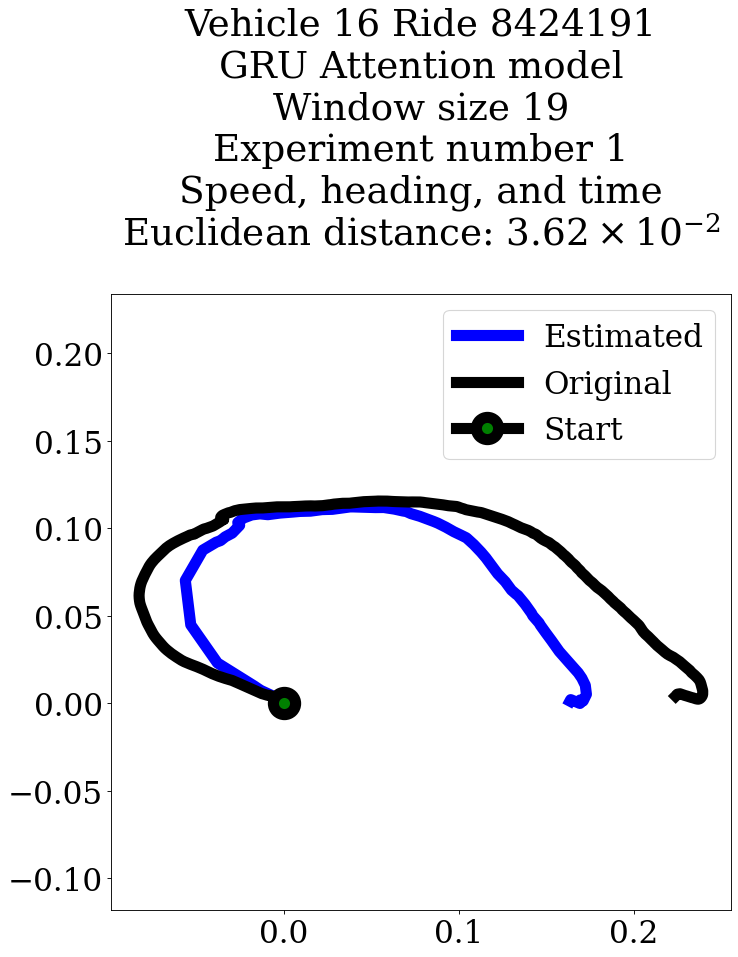 Vehicle 16 Ride 8424191
GRU Attention model
Window size 19
Experiment number 1
Speed, heading, and time
Euclidean distance: 3.62 × 10⁻²
Estimated
Original
Start
0.20
0.15
0.10
0.05
0.00
−0.05
−0.10
0.0 0.1 0.2